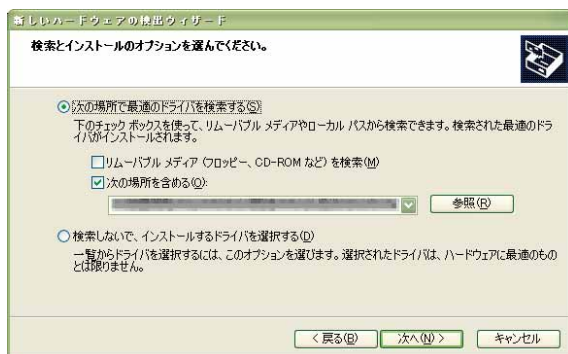 新しいハードウェアの検出ウィザード
検索とインストールのオプションを選んでください。
次の場所で最適のドライバを検索する(S)
下のチェック ボックスを使って、リムーバブル メディアやローカル パスから検索できます。検索された最適のドラ
イバがインストールされます。
リムーバブル メディア (フロッピー、CD-ROM など) を検索(M)
次の場所を含める(O):
参照(R)
検索しないで、インストールするドライバを選択する(D)
一覧からドライバを選択するには、このオプションを選びます。選択されたドライバは、ハードウェアに最適のもの
とは限りません。
< 戻る(B)
次へ(N) >
キャンセル